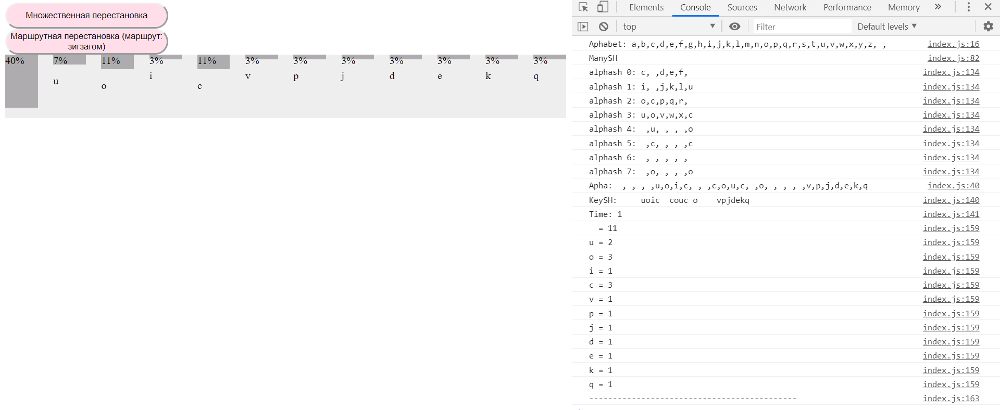 Множественная перестановка
Маршрутная перестановка (маршрут:
зигзагом)
40% 7% 11% 3% 11% 3% 3% 3% 3% 3% 3% 3%
u o i c v p j d e k q
Elements Console Sources Network Performance Memory »
top Filter Default levels
Aphabet: a,b,c,d,e,f,g,h,i,j,k,l,m,n,o,p,q,r,s,t,u,v,w,x,y,z, , index.js:16
ManySH index.js:82
alphash 0: c, ,d,e,f, index.js:134
alphash 1: i, ,j,k,l,u index.js:134
alphash 2: o,c,p,q,r, index.js:134
alphash 3: u,o,v,w,x,c index.js:134
alphash 4:  ,u, , , ,o index.js:134
alphash 5:  ,c, , , ,c index.js:134
alphash 6:  , , , , , index.js:134
alphash 7:  ,o, , , ,o index.js:134
Apha:  , , , ,u,o,i,c, , ,c,o,u,c, ,o, , , , ,v,p,j,d,e,k,q index.js:40
KeySH:     uoic  couc o    vpjdekq index.js:140
Time: 1 index.js:141
= 11 index.js:159
u = 2 index.js:159
o = 3 index.js:159
i = 1 index.js:159
c = 3 index.js:159
v = 1 index.js:159
p = 1 index.js:159
j = 1 index.js:159
d = 1 index.js:159
e = 1 index.js:159
k = 1 index.js:159
q = 1 index.js:159
-------------------------------------------- index.js:163